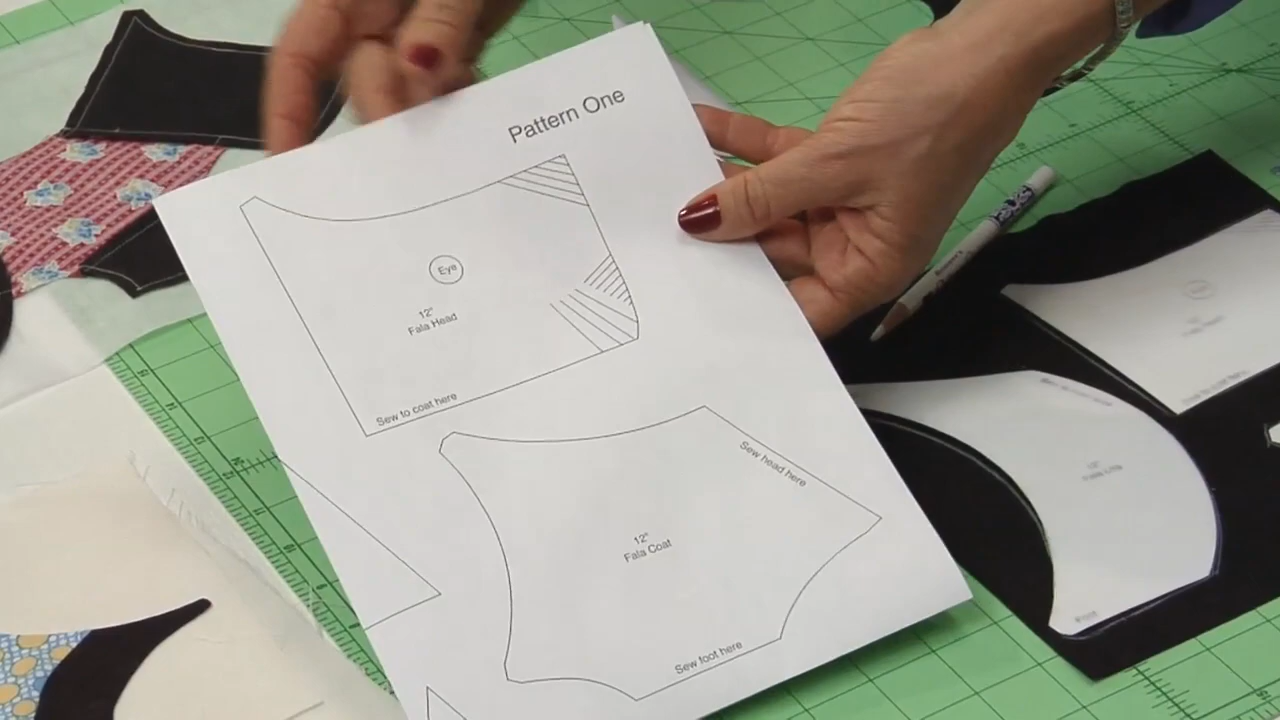 Pattern One
Eye
12"
Fala Head
Sew to coat here
Sew head here
12"
Fala Coat
Sew foot here